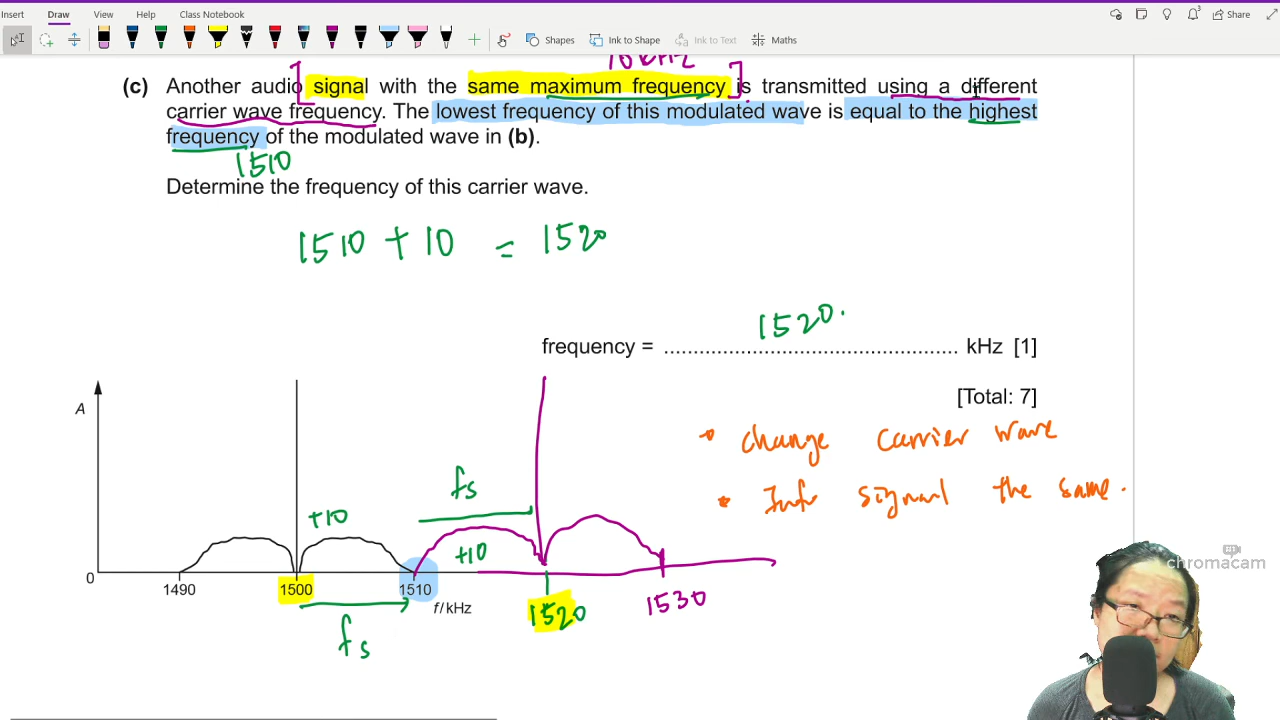 Insert Draw View Help Class Notebook Share
Shapes Ink to Shape Ink to Text Maths
10 kHz
(c) Another audio signal with the same maximum frequency is transmitted using a different
carrier wave frequency. The lowest frequency of this modulated wave is equal to the highest
frequency of the modulated wave in (b).
1510
Determine the frequency of this carrier wave.
1510 + 10 = 1520
1520.
frequency = .................................................. kHz [1]
[Total: 7]
A
* change carrier wave
* Info signal the same.
fs
+10
+10
0
1490 1500 1510 f/kHz
1520 1530
fs
chromacam